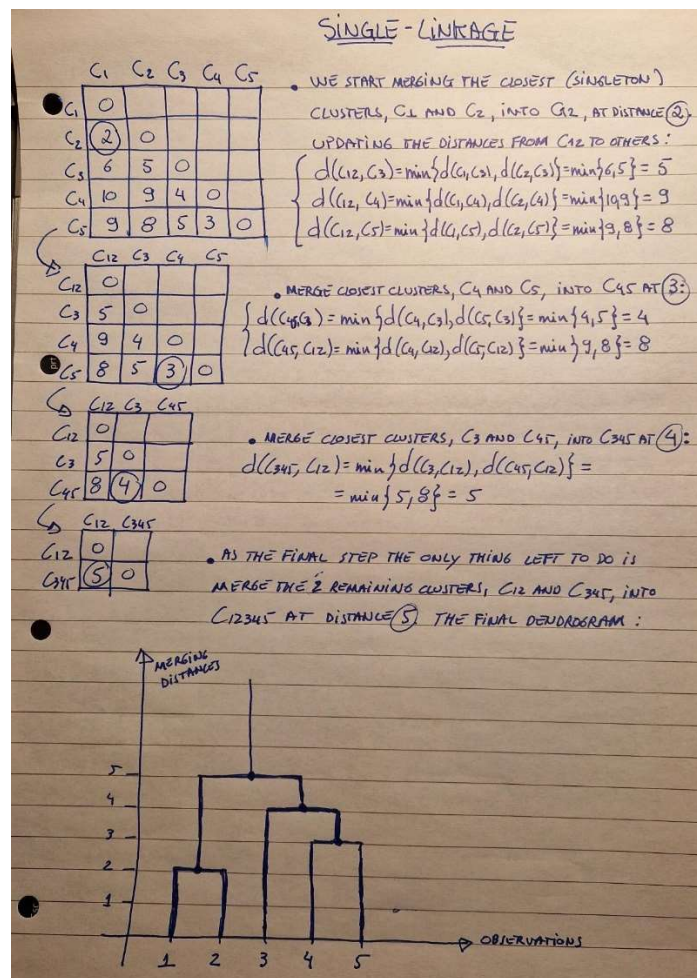 SINGLE-LINKAGE
C1 C2 C3 C4 C5
C1 0
C2 2 0
C3 6 5 0
C4 10 9 4 0
C5 9 8 5 3 0
• WE START MERGING THE CLOSEST (SINGLETON)
CLUSTERS, C1 AND C2, INTO C12, AT DISTANCE 2.
UPDATING THE DISTANCES FROM C12 TO OTHERS:
d(C12,C3)=min{d(C1,C3),d(C2,C3)}=min{6,5}=5
d(C12,C4)=min{d(C1,C4),d(C2,C4)}=min{10,9}=9
d(C12,C5)=min{d(C1,C5),d(C2,C5)}=min{9,8}=8
C12 C3 C4 C5
C12 0
C3 5 0
C4 9 4 0
C5 8 5 3 0
• MERGE CLOSEST CLUSTERS, C4 AND C5, INTO C45 AT 3:
d(C45,C3)=min{d(C4,C3),d(C5,C3)}=min{4,5}=4
d(C45,C12)=min{d(C4,C12),d(C5,C12)}=min{9,8}=8
C12 C3 C45
C12 0
C3 5 0
C45 8 4 0
• MERGE CLOSEST CLUSTERS, C3 AND C45, INTO C345 AT 4:
d(C345,C12)=min{d(C3,C12),d(C45,C12)}=
=min{5,8}=5
C12 C345
C12 0
C345 5 0
• AS THE FINAL STEP THE ONLY THING LEFT TO DO IS
MERGE THE 2 REMAINING CLUSTERS, C12 AND C345, INTO
C12345 AT DISTANCE 5. THE FINAL DENDROGRAM:
MERGING
DISTANCES
5
4
3
2
1
OBSERVATIONS
1 2 3 4 5